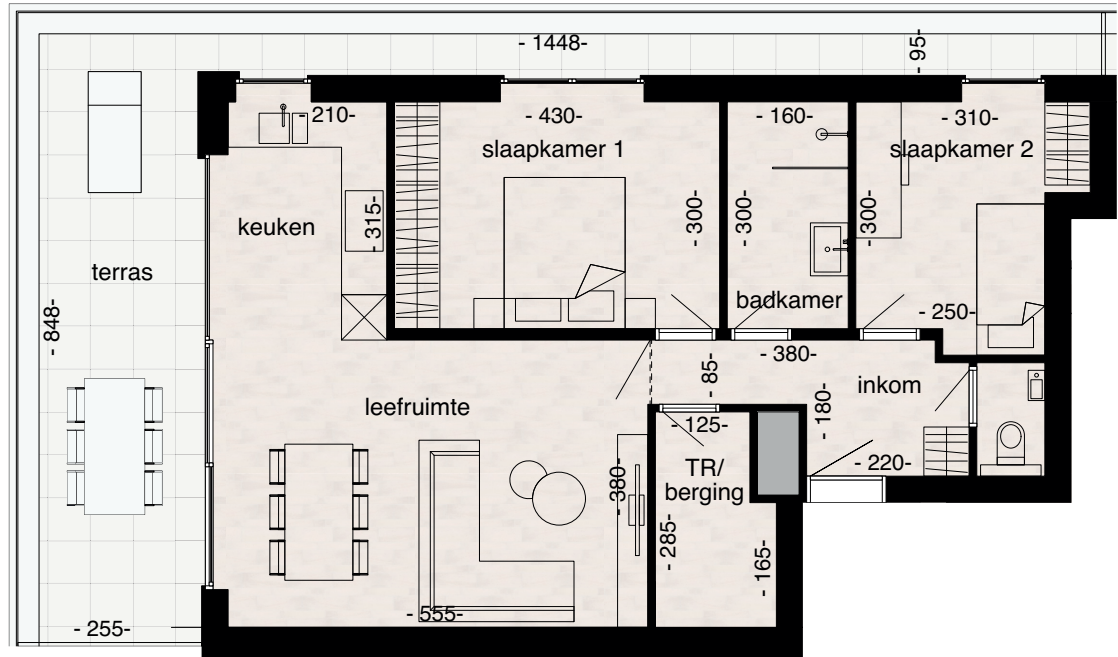 - 1448-
- 95-
- 210-
- 430-
- 160-
- 310-
slaapkamer 1
slaapkamer 2
keuken
- 315-
- 300-
- 300-
- 300-
terras
badkamer
- 250-
- 848-
- 380-
- 85-
inkom
leefruimte
- 180-
- 125-
- 220-
TR/
berging
- 380-
- 285-
- 165-
- 555-
- 255-